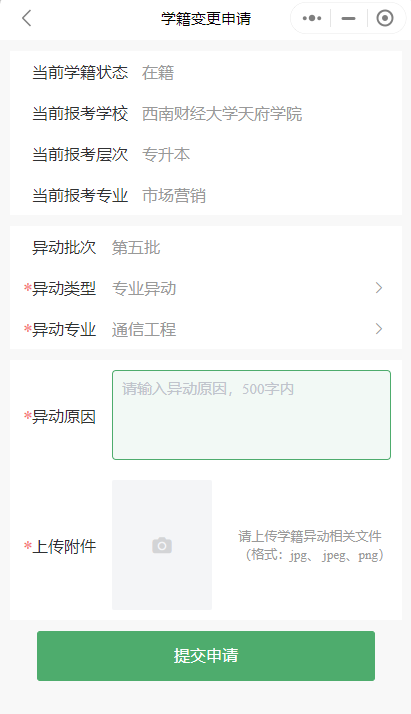 学籍变更申请
当前学籍状态 在籍
当前报考学校 西南财经大学天府学院
当前报考层次 专升本
当前报考专业 市场营销
异动批次 第五批
*异动类型 专业异动
*异动专业 通信工程
*异动原因 请输入异动原因，500字内
*上传附件 请上传学籍异动相关文件
（格式：jpg、jpeg、png）
提交申请